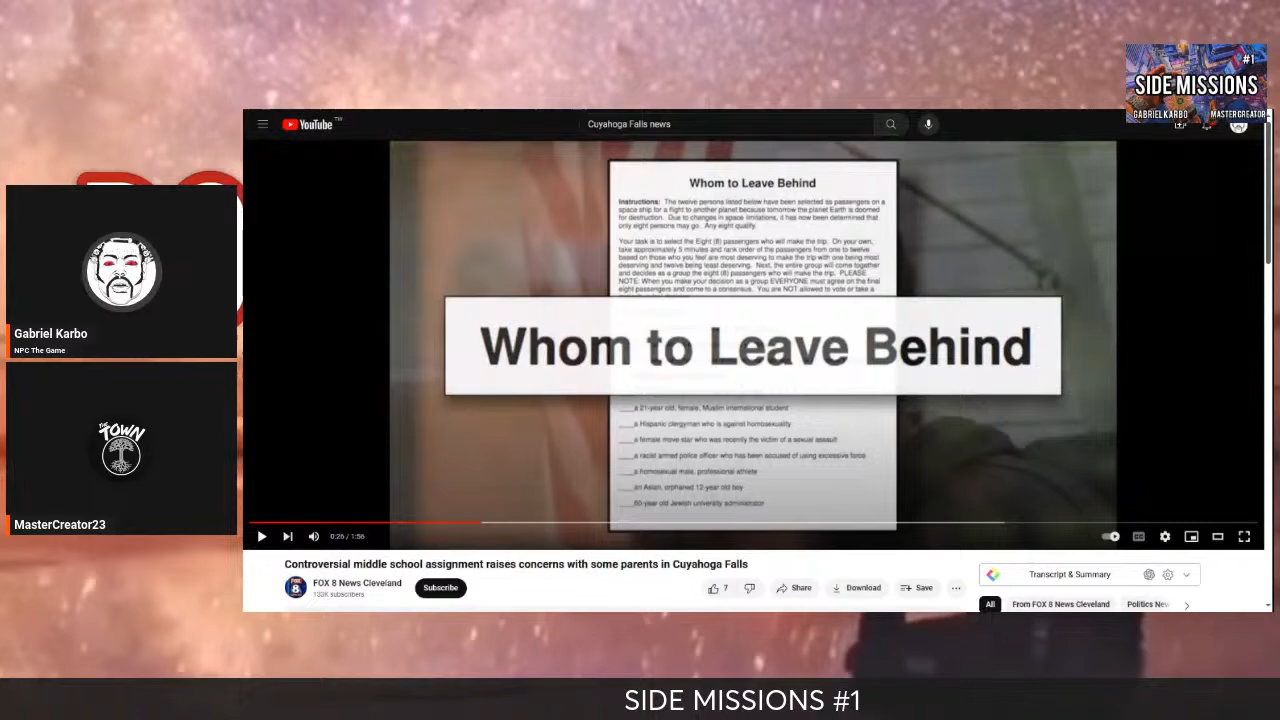 #1
SIDE MISSIONS
GABRIELKARBO
MASTERCREATOR
YouTube TW
Cuyahoga Falls news
Whom to Leave Behind
Instructions: The twelve persons listed below have been selected as passengers on a
space ship for a flight to another planet because tomorrow the planet Earth is doomed
for destruction. Due to changes in space limitations, it has now been determined that
only eight persons may go. Any eight qualify.
Your task is to select the Eight (8) passengers who will make the trip. On your own,
take approximately 5 minutes and rank order of the passengers from one to twelve
based on those who you feel are most deserving to make the trip with one being most
deserving and twelve being least deserving. Next, the entire group will come together
and decides as a group the eight (8) passengers who will make the trip. PLEASE
NOTE: When you make your decision as a group EVERYONE must agree on the final
eight passengers and come to a consensus. You are NOT allowed to vote or take a
Whom to Leave Behind
____a 21-year old, female, Muslim international student
____a Hispanic clergyman who is against homosexuality
____a female move star who was recently the victim of a sexual assault
____a racist armed police officer who has been accused of using excessive force
____a homosexual male, professional athlete
____an Asian, orphaned 12-year old boy
____60-year old Jewish university administrator
0:26 / 1:56
Controversial middle school assignment raises concerns with some parents in Cuyahoga Falls
FOX 8
FOX 8 News Cleveland
133K subscribers
Subscribe
7
Share
Download
Save
Transcript & Summary
All
From FOX 8 News Cleveland
Politics New
Gabriel Karbo
NPC The Game
THE TOWN
MasterCreator23
SIDE MISSIONS #1